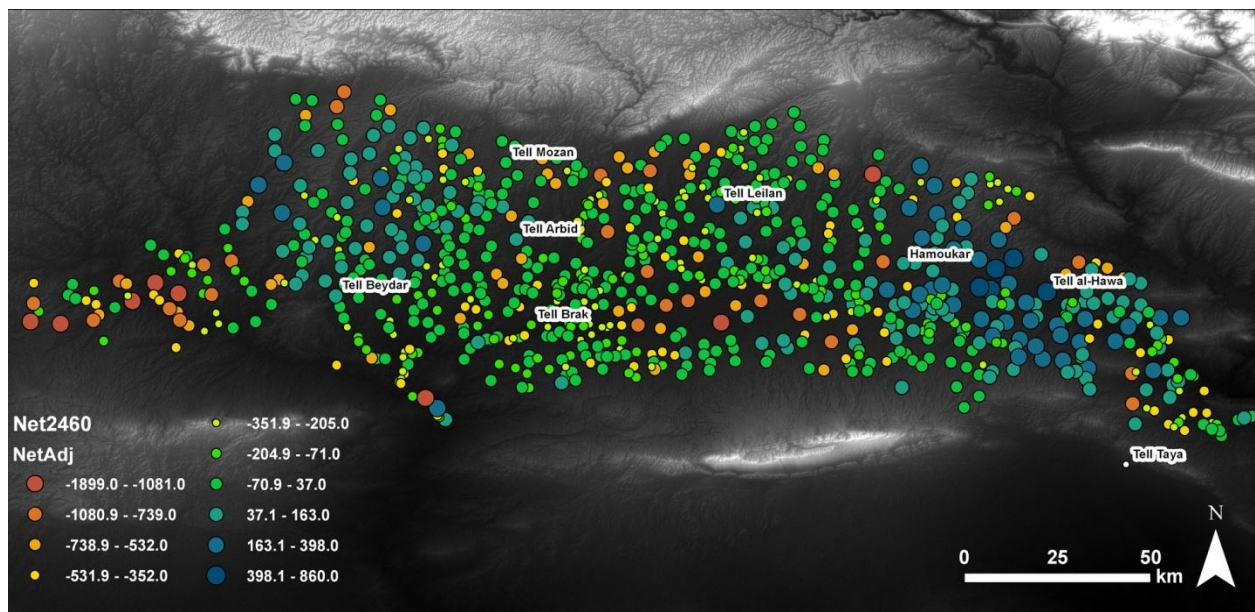 Tell Mozan
Tell Leilan
Tell Arbid
Hamoukar
Tell Beydar
Tell al-Hawa
Tell Brak
Net2460
NetAdj
-1899.0 - -1081.0
-1080.9 - -739.0
-738.9 - -532.0
-531.9 - -352.0
-351.9 - -205.0
-204.9 - -71.0
-70.9 - 37.0
37.1 - 163.0
163.1 - 398.0
398.1 - 860.0
Tell Taya
N
0 25 50
km